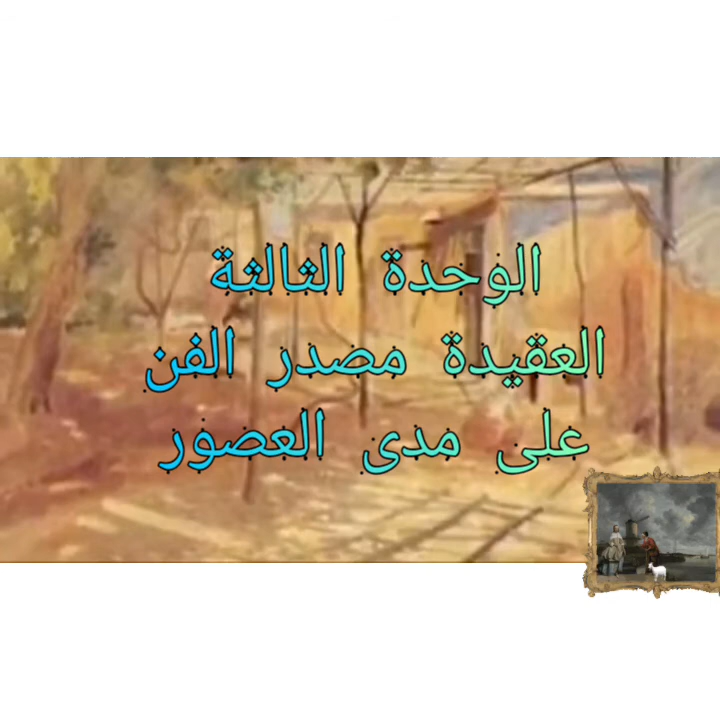 الوحدة الثالثة
العقيدة مصدر الفن
على مدى العصور